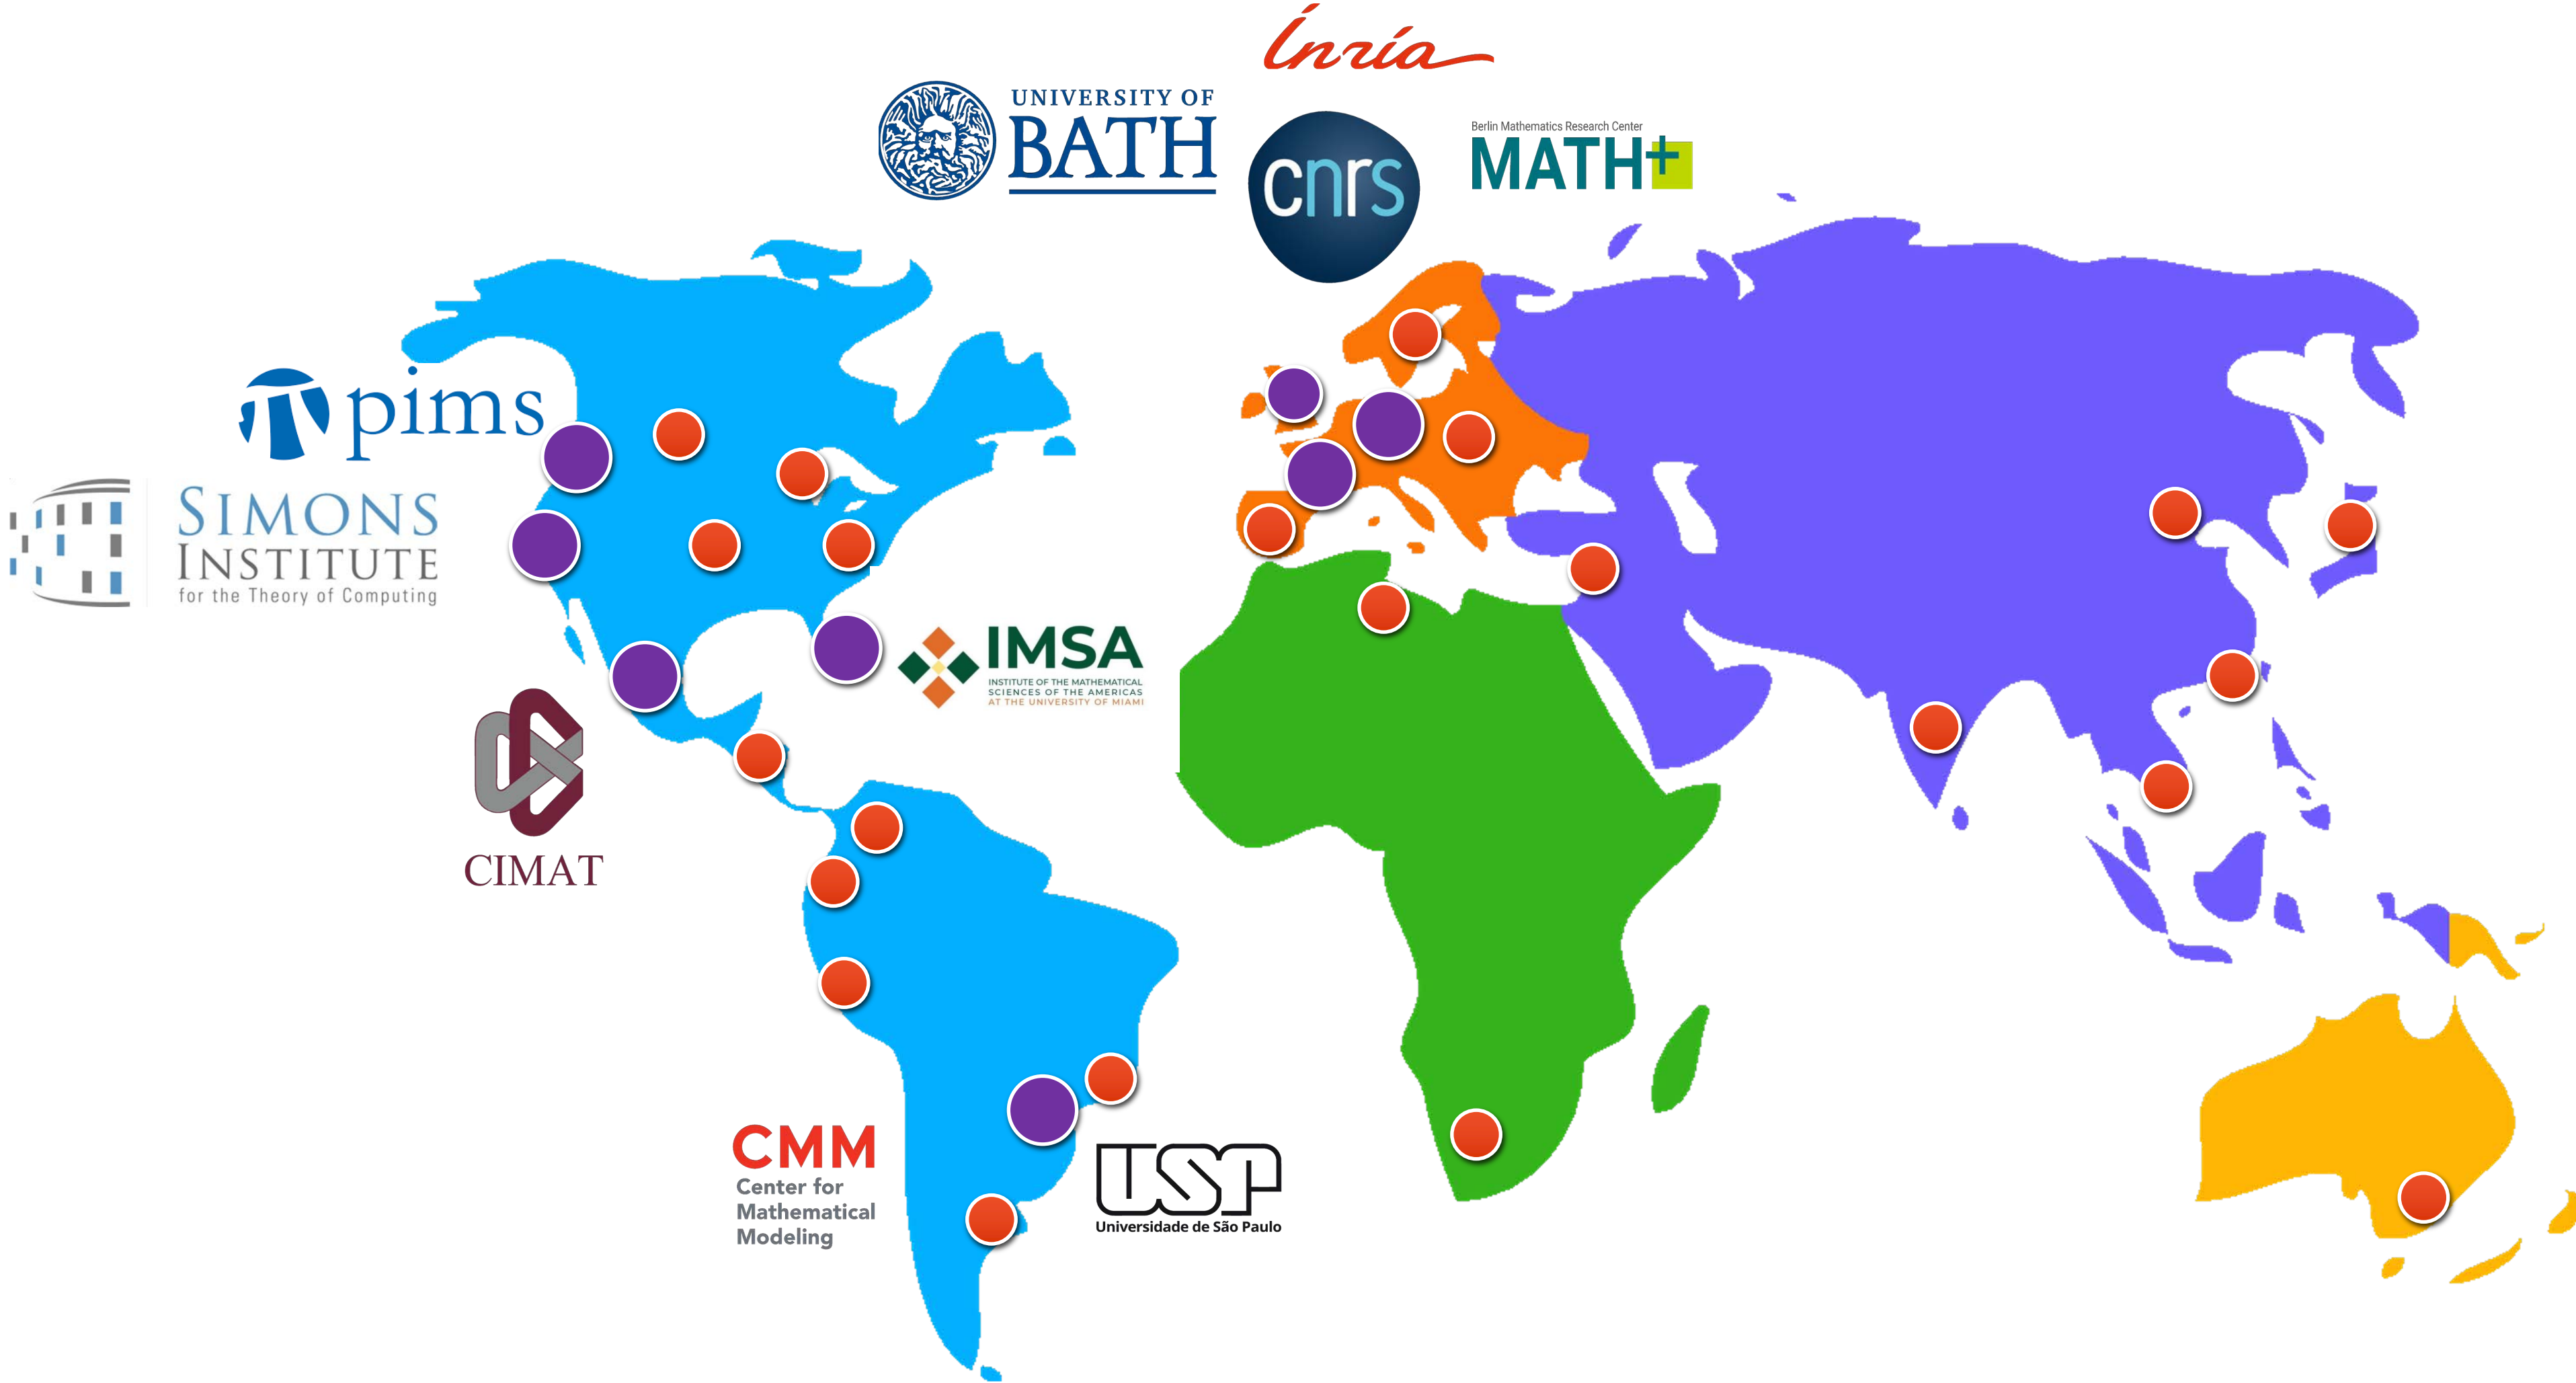 Inria
UNIVERSITY OF
BATH
cnrs
Berlin Mathematics Research Center
MATH+
pims
SIMONS
INSTITUTE
for the Theory of Computing
IMSA
INSTITUTE OF THE MATHEMATICAL
SCIENCES OF THE AMERICAS
AT THE UNIVERSITY OF MIAMI
CIMAT
CMM
Center for
Mathematical
Modeling
USP
Universidade de São Paulo